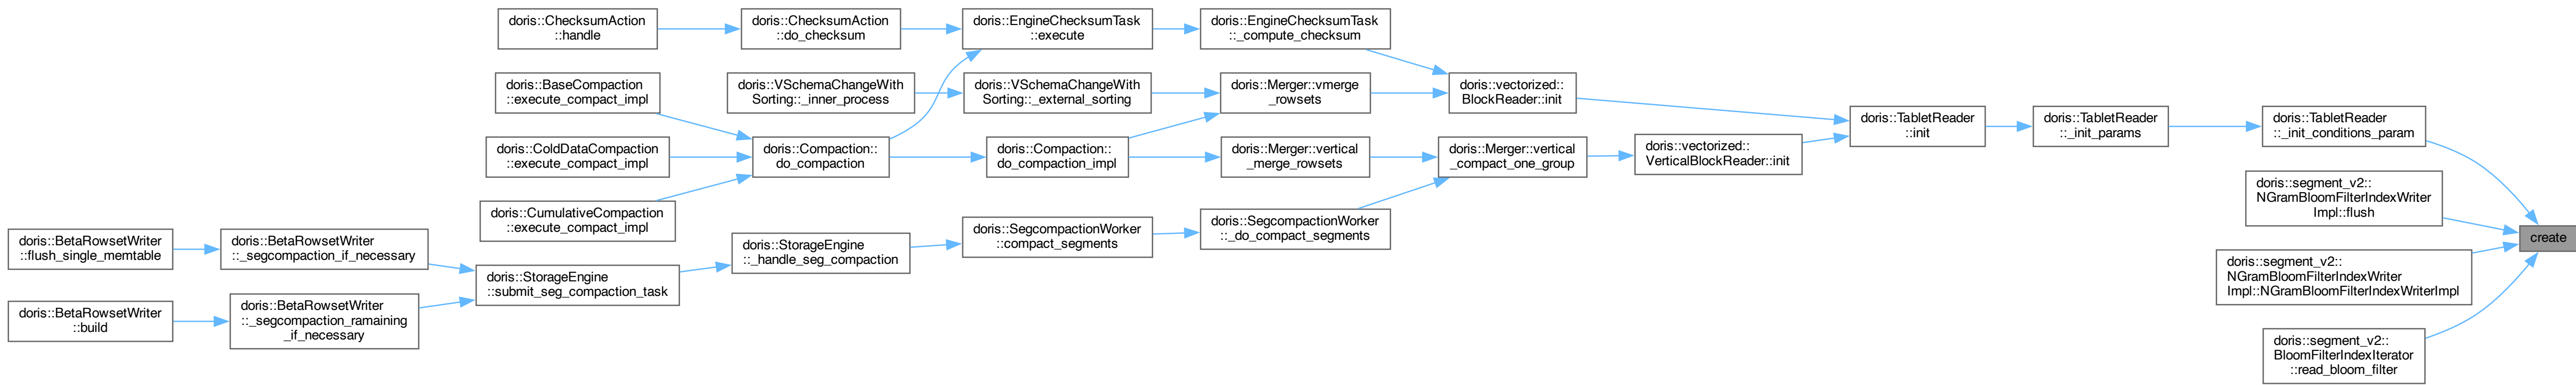 doris::ChecksumAction
::handle
doris::ChecksumAction
::do_checksum
doris::EngineChecksumTask
::execute
doris::EngineChecksumTask
::_compute_checksum
doris::BaseCompaction
::execute_compact_impl
doris::VSchemaChangeWith
Sorting::_inner_process
doris::VSchemaChangeWith
Sorting::_external_sorting
doris::Merger::vmerge
_rowsets
doris::vectorized::
BlockReader::init
doris::TabletReader
::init
doris::TabletReader
::_init_params
doris::TabletReader
::_init_conditions_param
doris::ColdDataCompaction
::execute_compact_impl
doris::Compaction::
do_compaction
doris::Compaction::
do_compaction_impl
doris::Merger::vertical
_merge_rowsets
doris::Merger::vertical
_compact_one_group
doris::vectorized::
VerticalBlockReader::init
doris::segment_v2::
NGramBloomFilterIndexWriter
Impl::flush
doris::CumulativeCompaction
::execute_compact_impl
doris::SegcompactionWorker
::compact_segments
doris::SegcompactionWorker
::_do_compact_segments
create
doris::BetaRowsetWriter
::flush_single_memtable
doris::BetaRowsetWriter
::_segcompaction_if_necessary
doris::StorageEngine
::_handle_seg_compaction
doris::StorageEngine
::submit_seg_compaction_task
doris::segment_v2::
NGramBloomFilterIndexWriter
Impl::NGramBloomFilterIndexWriterImpl
doris::BetaRowsetWriter
::build
doris::BetaRowsetWriter
::_segcompaction_ramaining
_if_necessary
doris::segment_v2::
BloomFilterIndexIterator
::read_bloom_filter